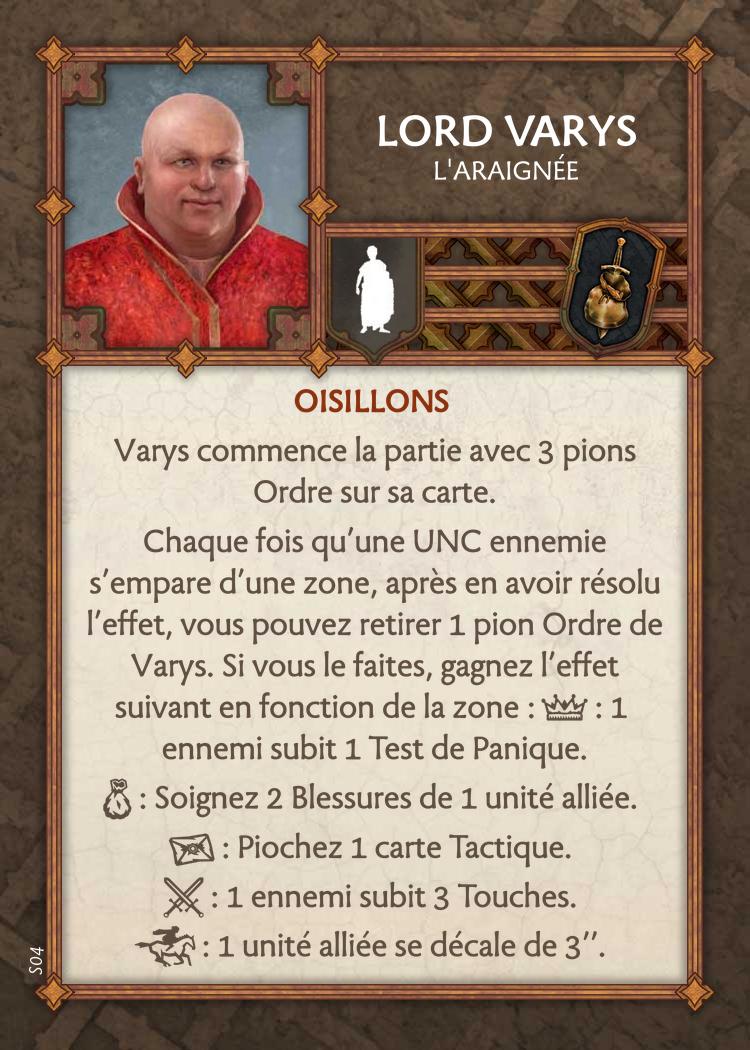 LORD VARYS
L'ARAIGNÉE
OISILLONS
Varys commence la partie avec 3 pions
Ordre sur sa carte.
Chaque fois qu’une UNC ennemie
s’empare d’une zone, après en avoir résolu
l’effet, vous pouvez retirer 1 pion Ordre de
Varys. Si vous le faites, gagnez l’effet
suivant en fonction de la zone : : 1
ennemi subit 1 Test de Panique.
: Soignez 2 Blessures de 1 unité alliée.
: Piochez 1 carte Tactique.
: 1 ennemi subit 3 Touches.
: 1 unité alliée se décale de 3’’.
S04